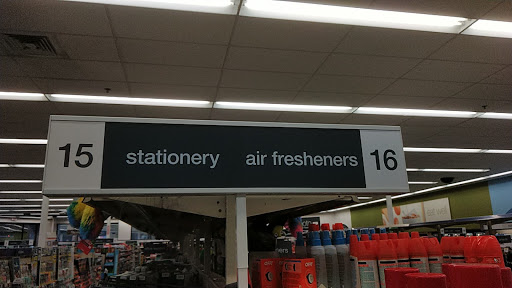 15 stationery air fresheners 16